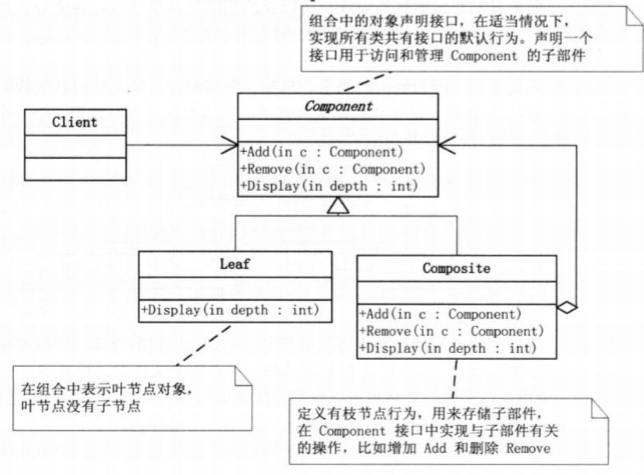 组合中的对象声明接口，在适当情况下，
实现所有类共有接口的默认行为。声明一个
接口用于访问和管理 Component 的子部件
Component
Client
+Add(in c : Component)
+Remove(in c : Component)
+Display(in depth : int)
Leaf
+Display(in depth : int)
Composite
+Add(in c : Component)
+Remove(in c : Component)
+Display(in depth : int)
在组合中表示叶节点对象，
叶节点没有子节点
定义有枝节点行为，用来存储子部件，
在 Component 接口中实现与子部件有关
的操作，比如增加 Add 和删除 Remove